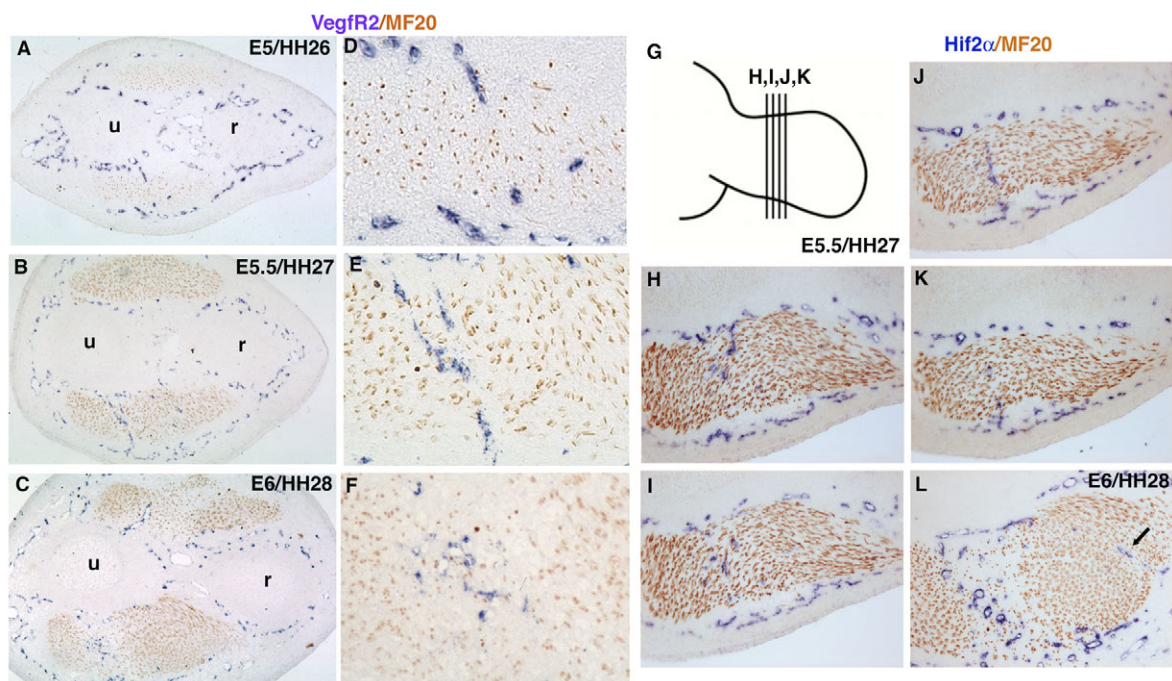 VegfR2/MF20
A
E5/HH26
D
u
r
B
E5.5/HH27
E
u
r
C
E6/HH28
F
u
r
Hif2α/MF20
G
H,I,J,K
E5.5/HH27
J
H
K
I
E6/HH28
L